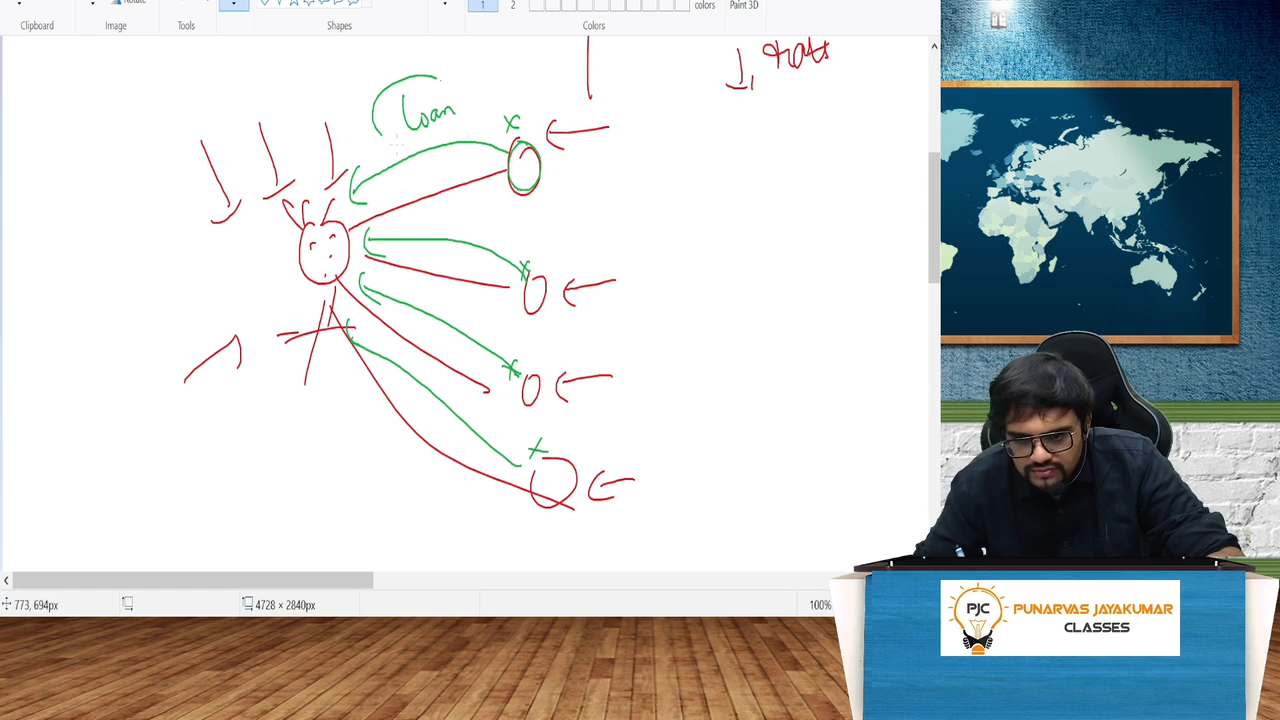 Rotate
1
2
colors
Paint 3D
Clipboard
Image
Tools
Shapes
Colors
Loan
773, 694px
4728 × 2840px
100%
PJC
PUNARVAS JAYAKUMAR
CLASSES